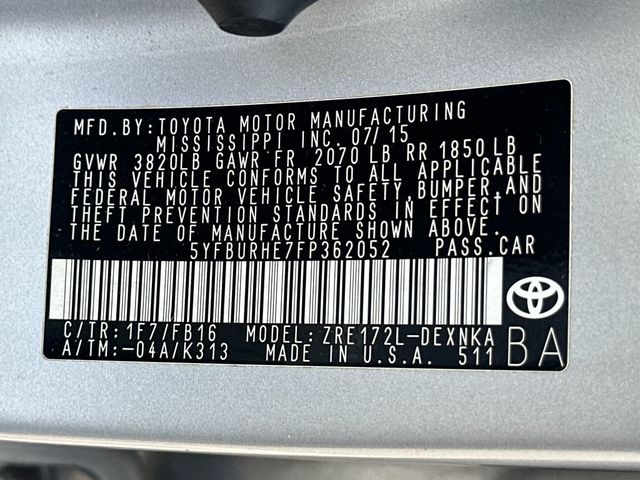 MFD.BY:TOYOTA MOTOR MANUFACTURING
MISSISSIPPI INC. 07/15
GVWR 3820LB GAWR FR 2070 LB RR 1850 LB
THIS VEHICLE CONFORMS TO ALL APPLICABLE
FEDERAL MOTOR VEHICLE SAFETY,BUMPER,AND
THEFT PREVENTION STANDARDS IN EFFECT ON
THE DATE OF MANUFACTURE SHOWN ABOVE.
5YFBURHE7FP362052 PASS.CAR
C/TR:1F7/FB16 MODEL:ZRE172L-DEXNKA
A/TM:-04A/K313 MADE IN U.S.A. 511
BA